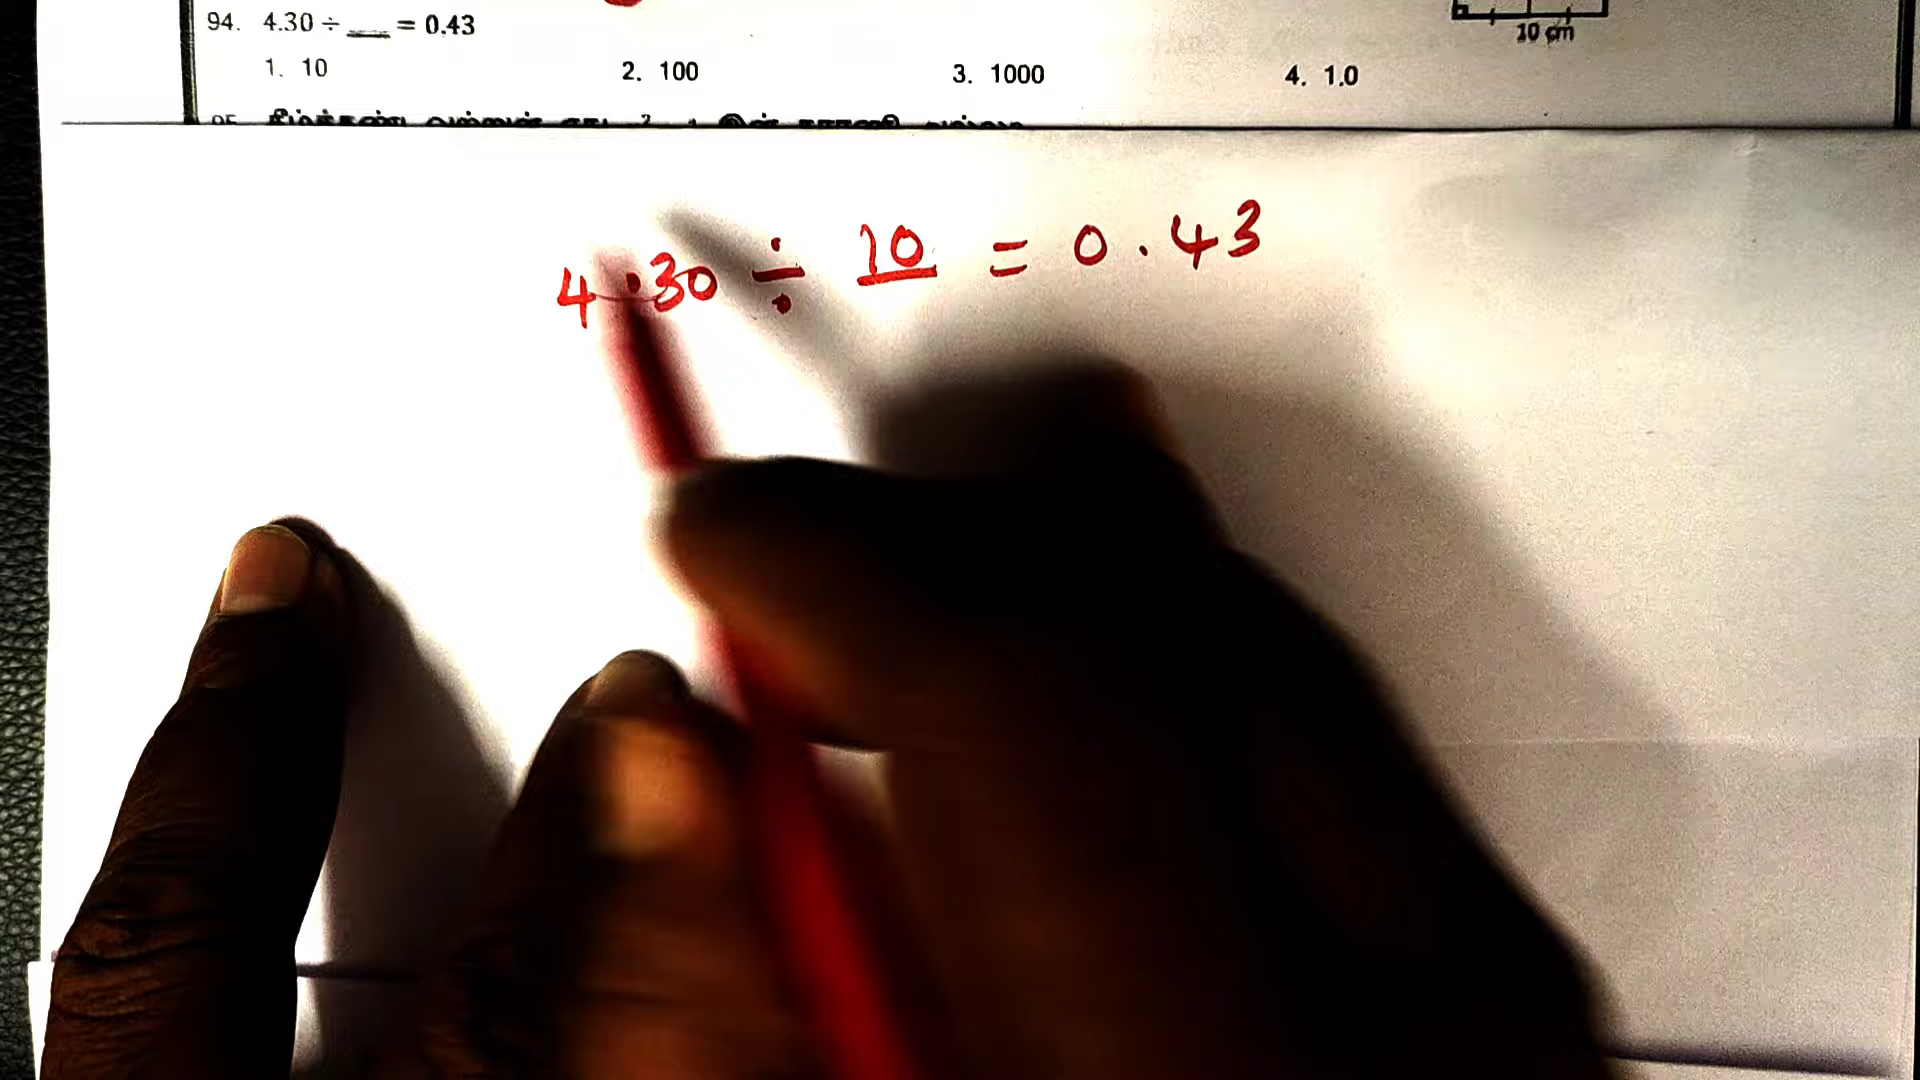 94. 4.30 ÷ ___ = 0.43
10 cm
1. 10 2. 100 3. 1000 4. 1.0
4.30 ÷ 10 = 0.43